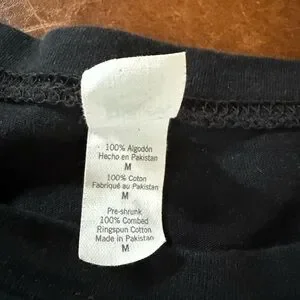 100% Algodón
Hecho en Pakistan
M
100% Coton
Fabriqué au Pakistan
M
Pre-shrunk
100% Combed
Ringspun Cotton
Made in Pakistan
M